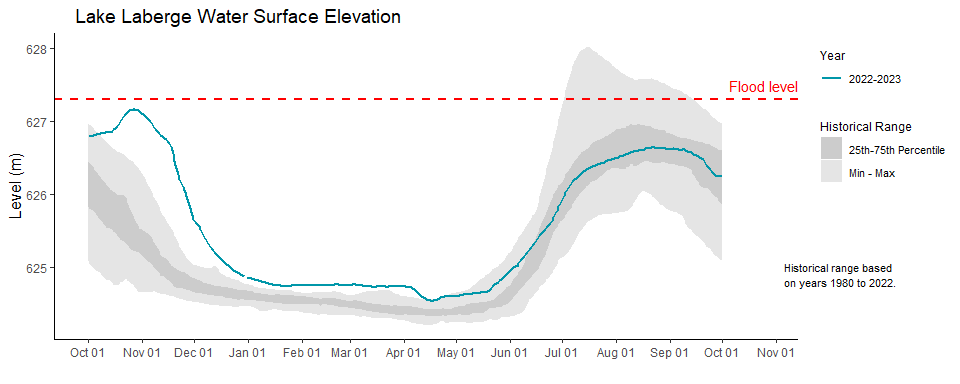 Lake Laberge Water Surface Elevation
Level (m)
628
627
626
625
Flood level
Oct 01 Nov 01 Dec 01 Jan 01 Feb 01 Mar 01 Apr 01 May 01 Jun 01 Jul 01 Aug 01 Sep 01 Oct 01 Nov 01
Year
2022-2023
Historical Range
25th-75th Percentile
Min - Max
Historical range based
on years 1980 to 2022.